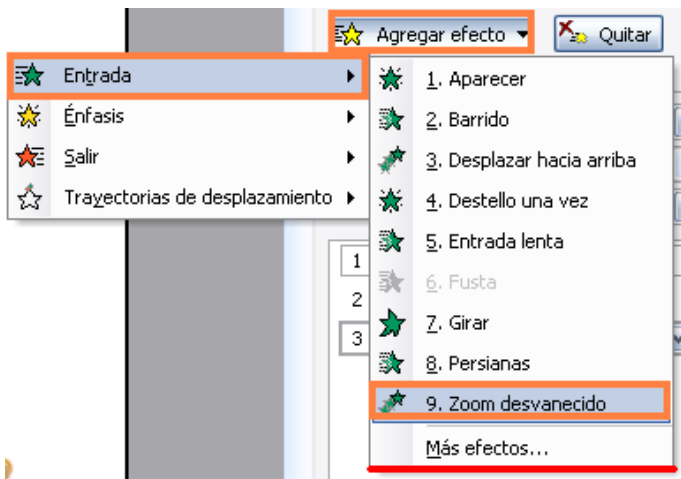 Agregar efecto
Quitar
Entrada
Énfasis
Salir
Trayectorias de desplazamiento
1. Aparecer
2. Barrido
3. Desplazar hacia arriba
4. Destello una vez
5. Entrada lenta
6. Fusta
7. Girar
8. Persianas
9. Zoom desvanecido
Más efectos...
1
2
3